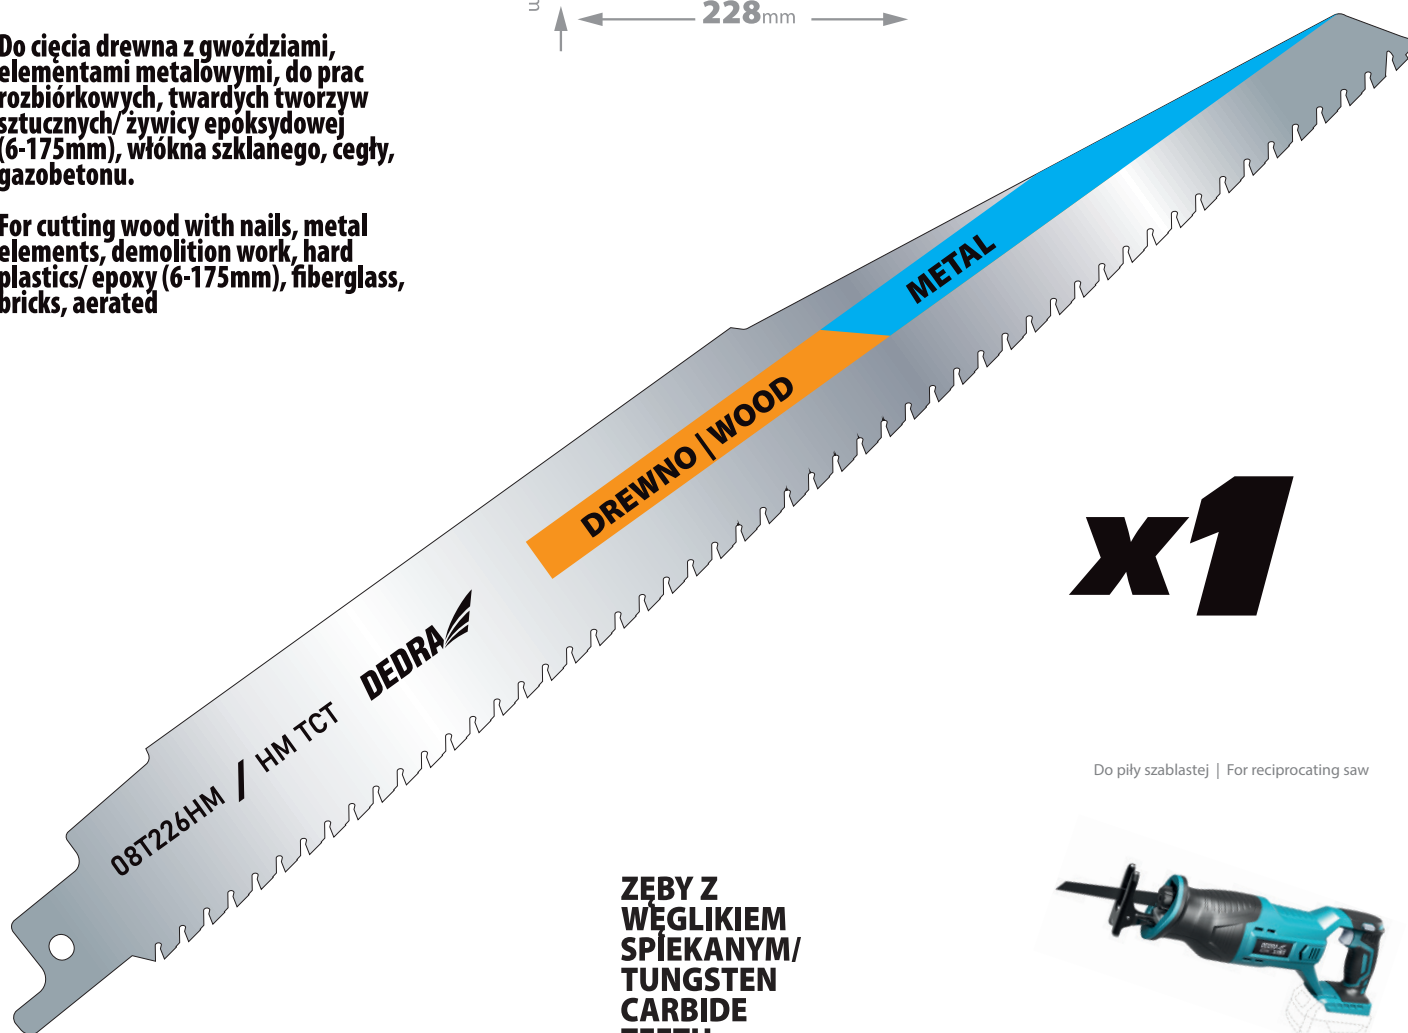 228mm
Do cięcia drewna z gwoździami,
elementami metalowymi, do prac
rozbiórkowych, twardych tworzyw
sztucznych/ żywicy epoksydowej
(6-175mm), włókna szklanego, cegły,
gazobetonu.
For cutting wood with nails, metal
elements, demolition work, hard
plastics/ epoxy (6-175mm), fiberglass,
bricks, aerated
METAL
DREWNO | WOOD
DEDRA
08T226HM / HM TCT
x1
Do piły szablastej | For reciprocating saw
DEDRA
ZĘBY Z
WĘGLIKIEM
SPIEKANYM/
TUNGSTEN
CARBIDE
TEETH